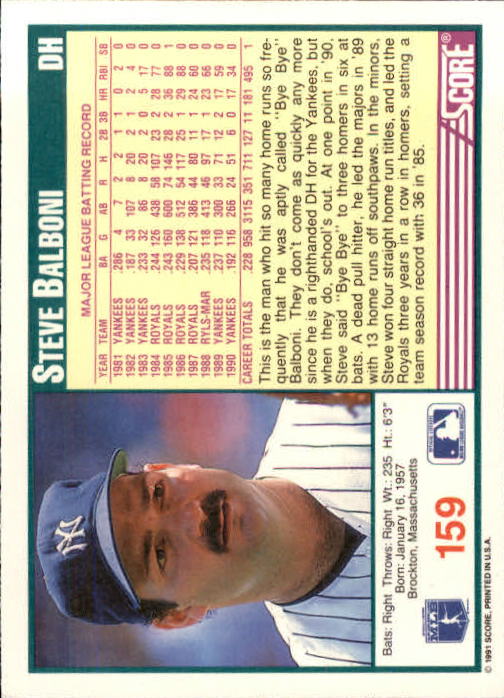 STEVE BALBONI DH
MAJOR LEAGUE BATTING RECORD
YEAR TEAM BA G AB R H 2B 3B HR RBI SB
1981 YANKEES .286 4 7 2 2 1 1 0 2 0
1982 YANKEES .187 33 107 8 20 2 1 2 4 0
1983 YANKEES .233 32 86 8 20 2 0 5 17 0
1984 ROYALS .244 126 438 58 107 23 2 28 77 0
1985 ROYALS .243 160 600 74 146 28 2 36 88 1
1986 ROYALS .229 138 512 54 117 25 1 29 88 0
1987 ROYALS .207 121 386 44 80 11 1 24 60 0
1988 RYLS-MAR .235 118 413 46 97 17 1 23 66 0
1989 YANKEES .237 110 300 33 71 12 2 17 59 0
1990 YANKEES .192 116 266 24 51 6 0 17 34 0
CAREER TOTALS .228 958 3115 351 711 127 11 181 495 1
This is the man who hit so many home runs so fre-
quently that he was aptly called "Bye Bye"
Balboni. They don't come as quickly any more
since he is a righthanded DH for the Yankees, but
when they do, school's out. At one point in '90,
Steve said "Bye Bye" to three homers in six at
bats. A dead pull hitter, he led the majors in '89
with 13 home runs off southpaws. In the minors,
Steve won four straight home run titles, and led the
Royals three years in a row in homers, setting a
team season record with 36 in '85.
SCORE
NY
Bats: Right Throws: Right Wt.: 235 Ht.: 6'3"
Born: January 16, 1957
Brockton, Massachusetts
159
© 1991 SCORE, PRINTED IN U.S.A.